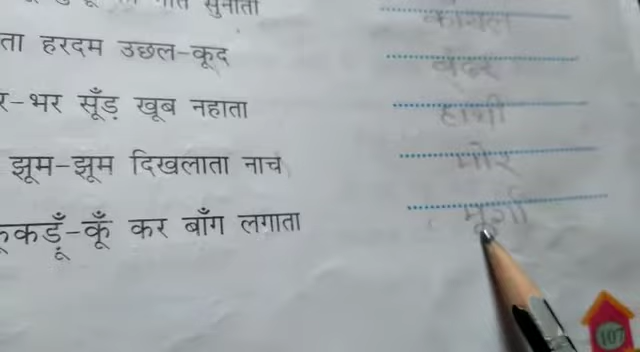 गीत सुनाता कोयल
ता हरदम उछल-कूद बंदर
र-भर सूँड़ खूब नहाता हाथी
झूम-झूम दिखलाता नाच मोर
कुकड़ूँ-कूँ कर बाँग लगाता मुर्गा
107